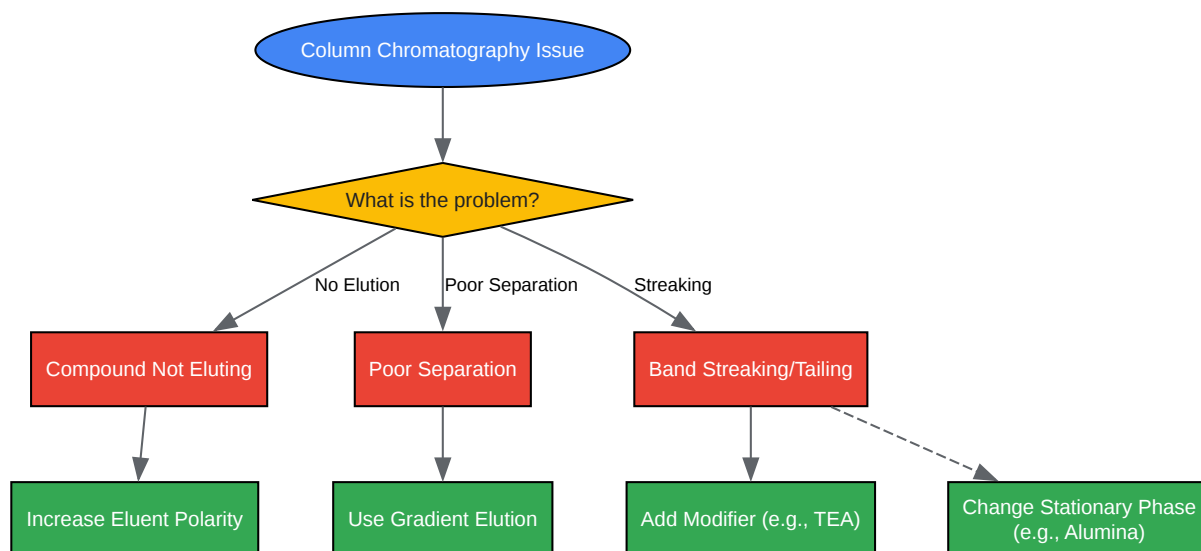 Column Chromatography Issue
What is the problem?
No Elution
Poor Separation
Streaking
Compound Not Eluting
Poor Separation
Band Streaking/Tailing
Increase Eluent Polarity
Use Gradient Elution
Add Modifier (e.g., TEA)
Change Stationary Phase
(e.g., Alumina)